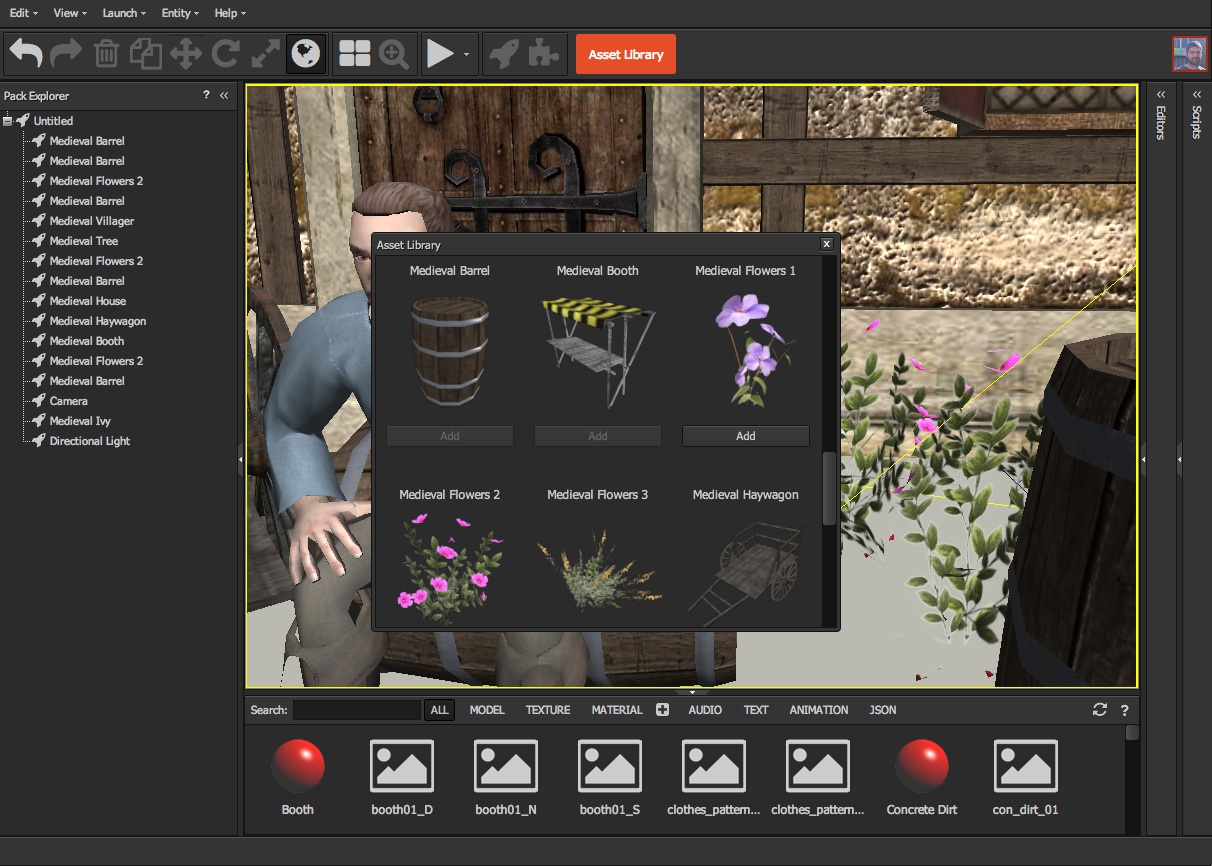 Edit View Launch Entity Help
Asset Library
Pack Explorer ? «
Untitled
Medieval Barrel
Medieval Barrel
Medieval Flowers 2
Medieval Barrel
Medieval Villager
Medieval Tree
Medieval Flowers 2
Medieval Barrel
Medieval House
Medieval Haywagon
Medieval Booth
Medieval Flowers 2
Medieval Barrel
Camera
Medieval Ivy
Directional Light
Asset Library x
Medieval Barrel Medieval Booth Medieval Flowers 1
Add Add Add
Medieval Flowers 2 Medieval Flowers 3 Medieval Haywagon
« «
Editors
Scripts
Search: ALL MODEL TEXTURE MATERIAL AUDIO TEXT ANIMATION JSON ?
Booth booth01_D booth01_N booth01_S clothes_pattern... clothes_pattern... Concrete Dirt con_dirt_01